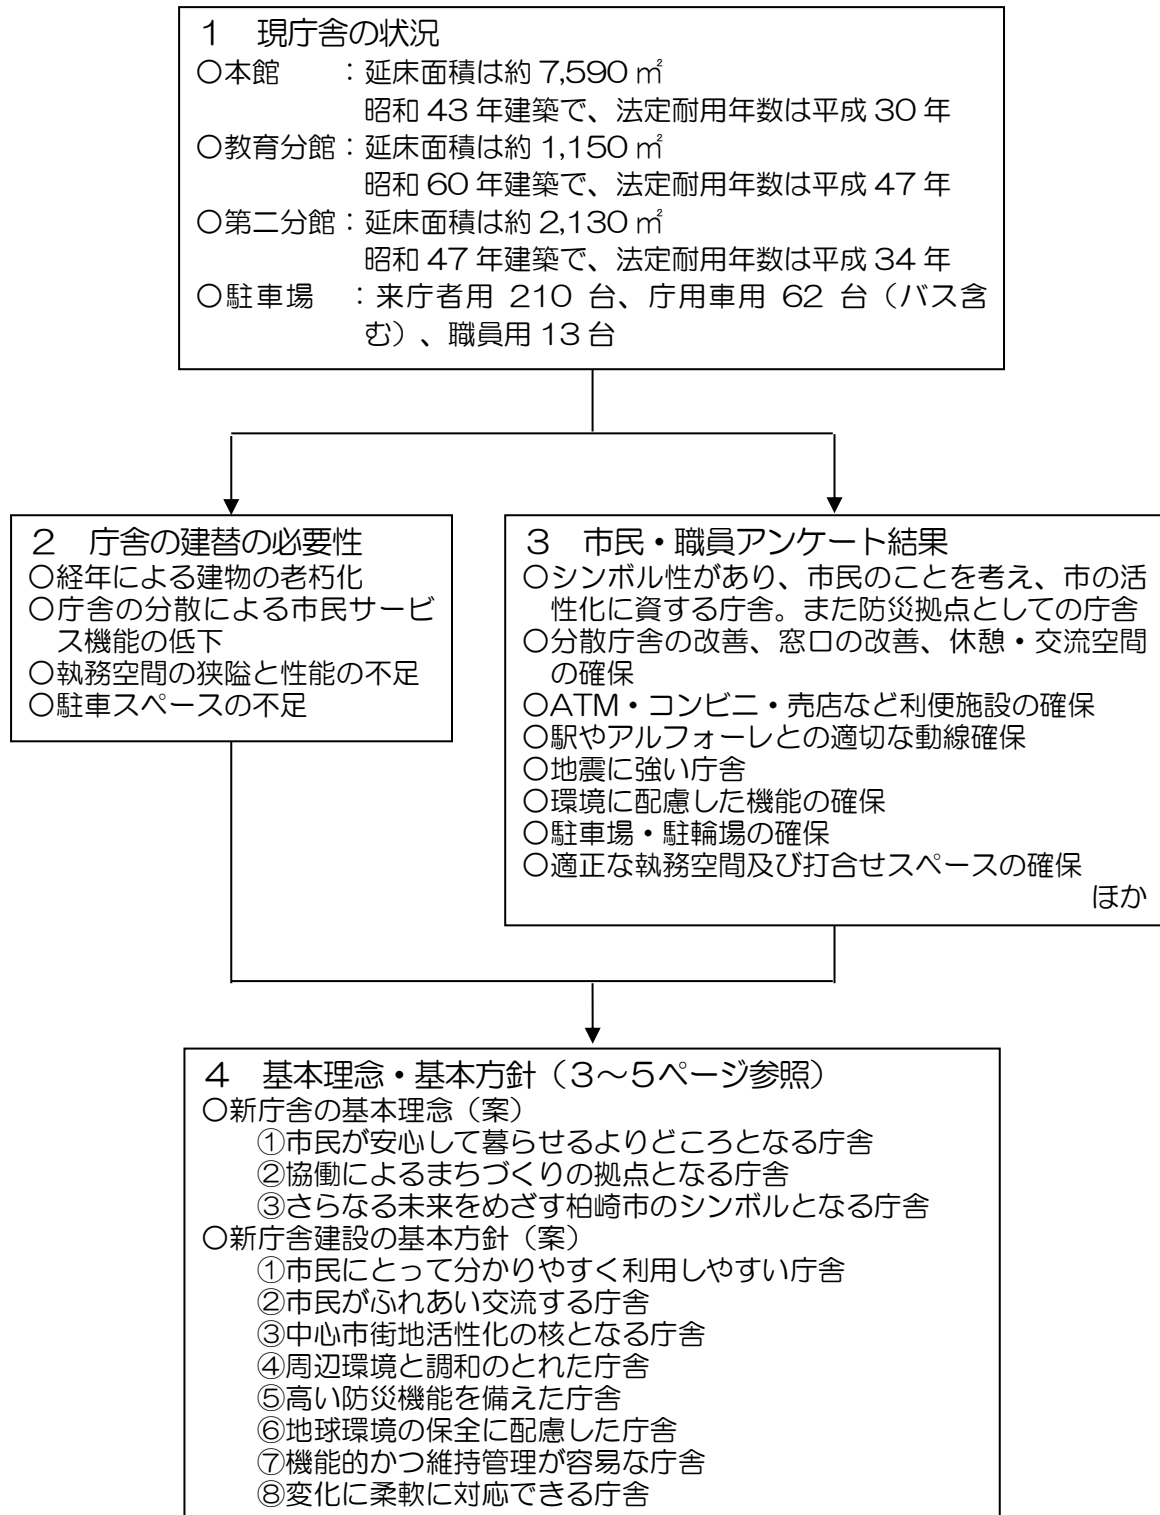 １　現庁舎の状況
○本館　　：延床面積は約 7,590 ㎡
昭和 43 年建築で、法定耐用年数は平成 30 年
○教育分館：延床面積は約 1,150 ㎡
昭和 60 年建築で、法定耐用年数は平成 47 年
○第二分館：延床面積は約 2,130 ㎡
昭和 47 年建築で、法定耐用年数は平成 34 年
○駐車場　：来庁者用 210 台、庁用車用 62 台（バス含
む）、職員用 13 台
２　庁舎の建替の必要性
○経年による建物の老朽化
○庁舎の分散による市民サービ
ス機能の低下
○執務空間の狭隘と性能の不足
○駐車スペースの不足
３　市民・職員アンケート結果
○シンボル性があり、市民のことを考え、市の活
性化に資する庁舎。また防災拠点としての庁舎
○分散庁舎の改善、窓口の改善、休憩・交流空間
の確保
○ATM・コンビニ・売店など利便施設の確保
○駅やアルフォーレとの適切な動線確保
○地震に強い庁舎
○環境に配慮した機能の確保
○駐車場・駐輪場の確保
○適正な執務空間及び打合せスペースの確保
ほか
４　基本理念・基本方針（３～５ページ参照）
○新庁舎の基本理念（案）
①市民が安心して暮らせるよりどころとなる庁舎
②協働によるまちづくりの拠点となる庁舎
③さらなる未来をめざす柏崎市のシンボルとなる庁舎
○新庁舎建設の基本方針（案）
①市民にとって分かりやすく利用しやすい庁舎
②市民がふれあい交流する庁舎
③中心市街地活性化の核となる庁舎
④周辺環境と調和のとれた庁舎
⑤高い防災機能を備えた庁舎
⑥地球環境の保全に配慮した庁舎
⑦機能的かつ維持管理が容易な庁舎
⑧変化に柔軟に対応できる庁舎